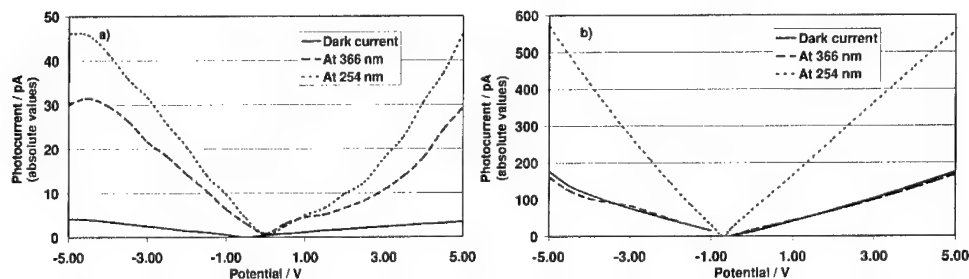 a)
Dark current
At 366 nm
At 254 nm
50
40
30
20
10
0
-5.00 -3.00 -1.00 1.00 3.00 5.00
Potential / V
Photocurrent / pA
(absolute values)
b)
Dark current
At 366 nm
At 254 nm
600
500
400
300
200
100
0
-5.00 -3.00 -1.00 1.00 3.00 5.00
Potential / V
Photocurrent / pA
(absolute values)